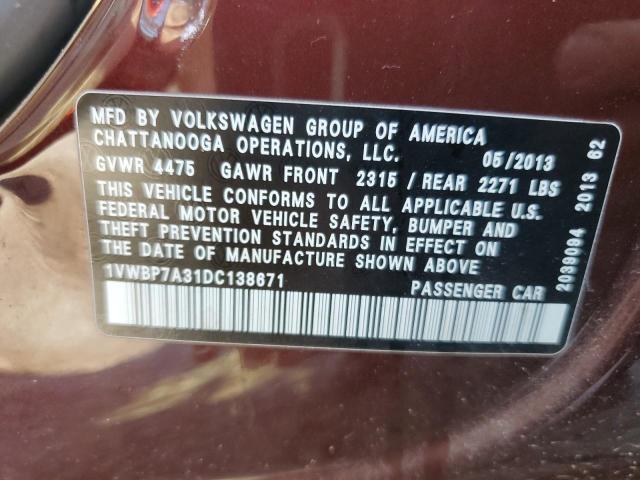 MFD BY VOLKSWAGEN GROUP OF AMERICA
CHATTANOOGA OPERATIONS, LLC. 05/2013
GVWR 4475 GAWR FRONT 2315 / REAR 2271 LBS
THIS VEHICLE CONFORMS TO ALL APPLICABLE U.S.
FEDERAL MOTOR VEHICLE SAFETY, BUMPER AND
THEFT PREVENTION STANDARDS IN EFFECT ON
THE DATE OF MANUFACTURE SHOWN ABOVE
1VWBP7A31DC138671 PASSENGER CAR
2039094 2013 62